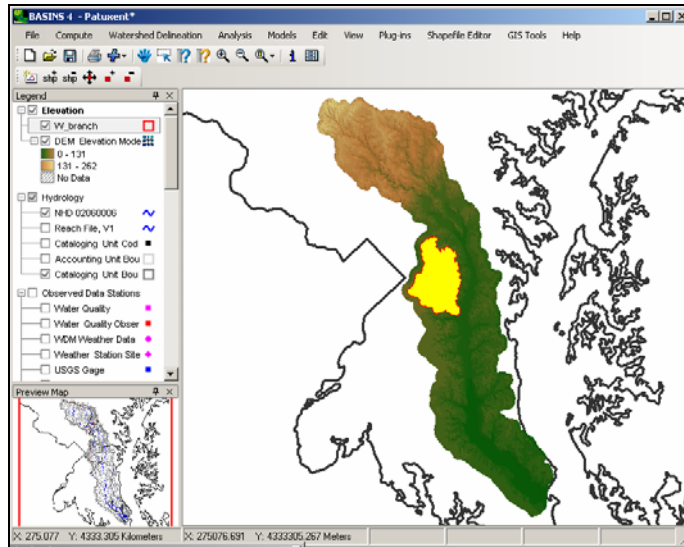 BASINS 4 - Patuxent*
File Compute Watershed Delineation Analysis Models Edit View Plug-ins Shapefile Editor GIS Tools Help
shp shp
Legend
Elevation
W_branch
DEM Elevation Mode
0 - 131
131 - 262
No Data
Hydrology
NHD 02060006
Reach File, V1
Cataloging Unit Cod
Accounting Unit Bou
Cataloging Unit Bou
Observed Data Stations
Water Quality
Water Quality Obser
WDM Weather Data
Weather Station Site
USGS Gage
Preview Map
X: 275.077 Y: 4333.305 Kilometers X: 275076.691 Y: 4333305.267 Meters